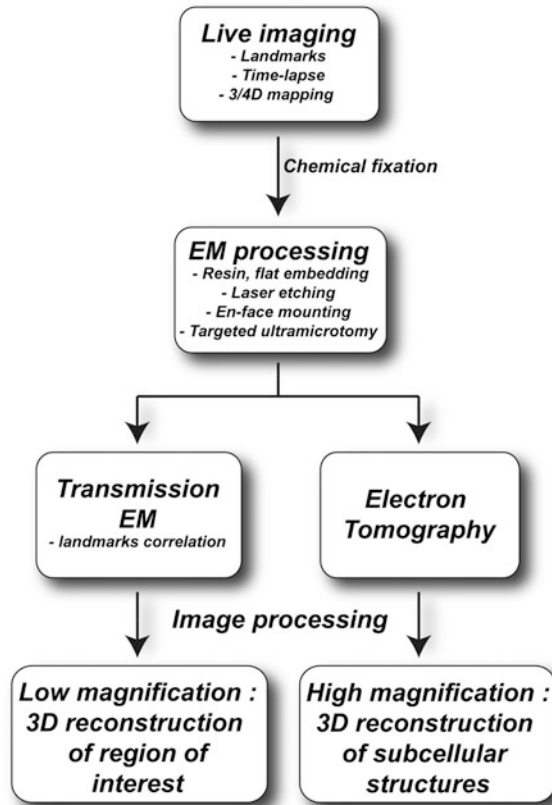 Live imaging
- Landmarks
- Time-lapse
- 3/4D mapping
Chemical fixation
EM processing
- Resin, flat embedding
- Laser etching
- En-face mounting
- Targeted ultramicrotomy
Transmission
EM
- landmarks correlation
Electron
Tomography
Image processing
Low magnification :
3D reconstruction
of region of
interest
High magnification :
3D reconstruction
of subcellular
structures